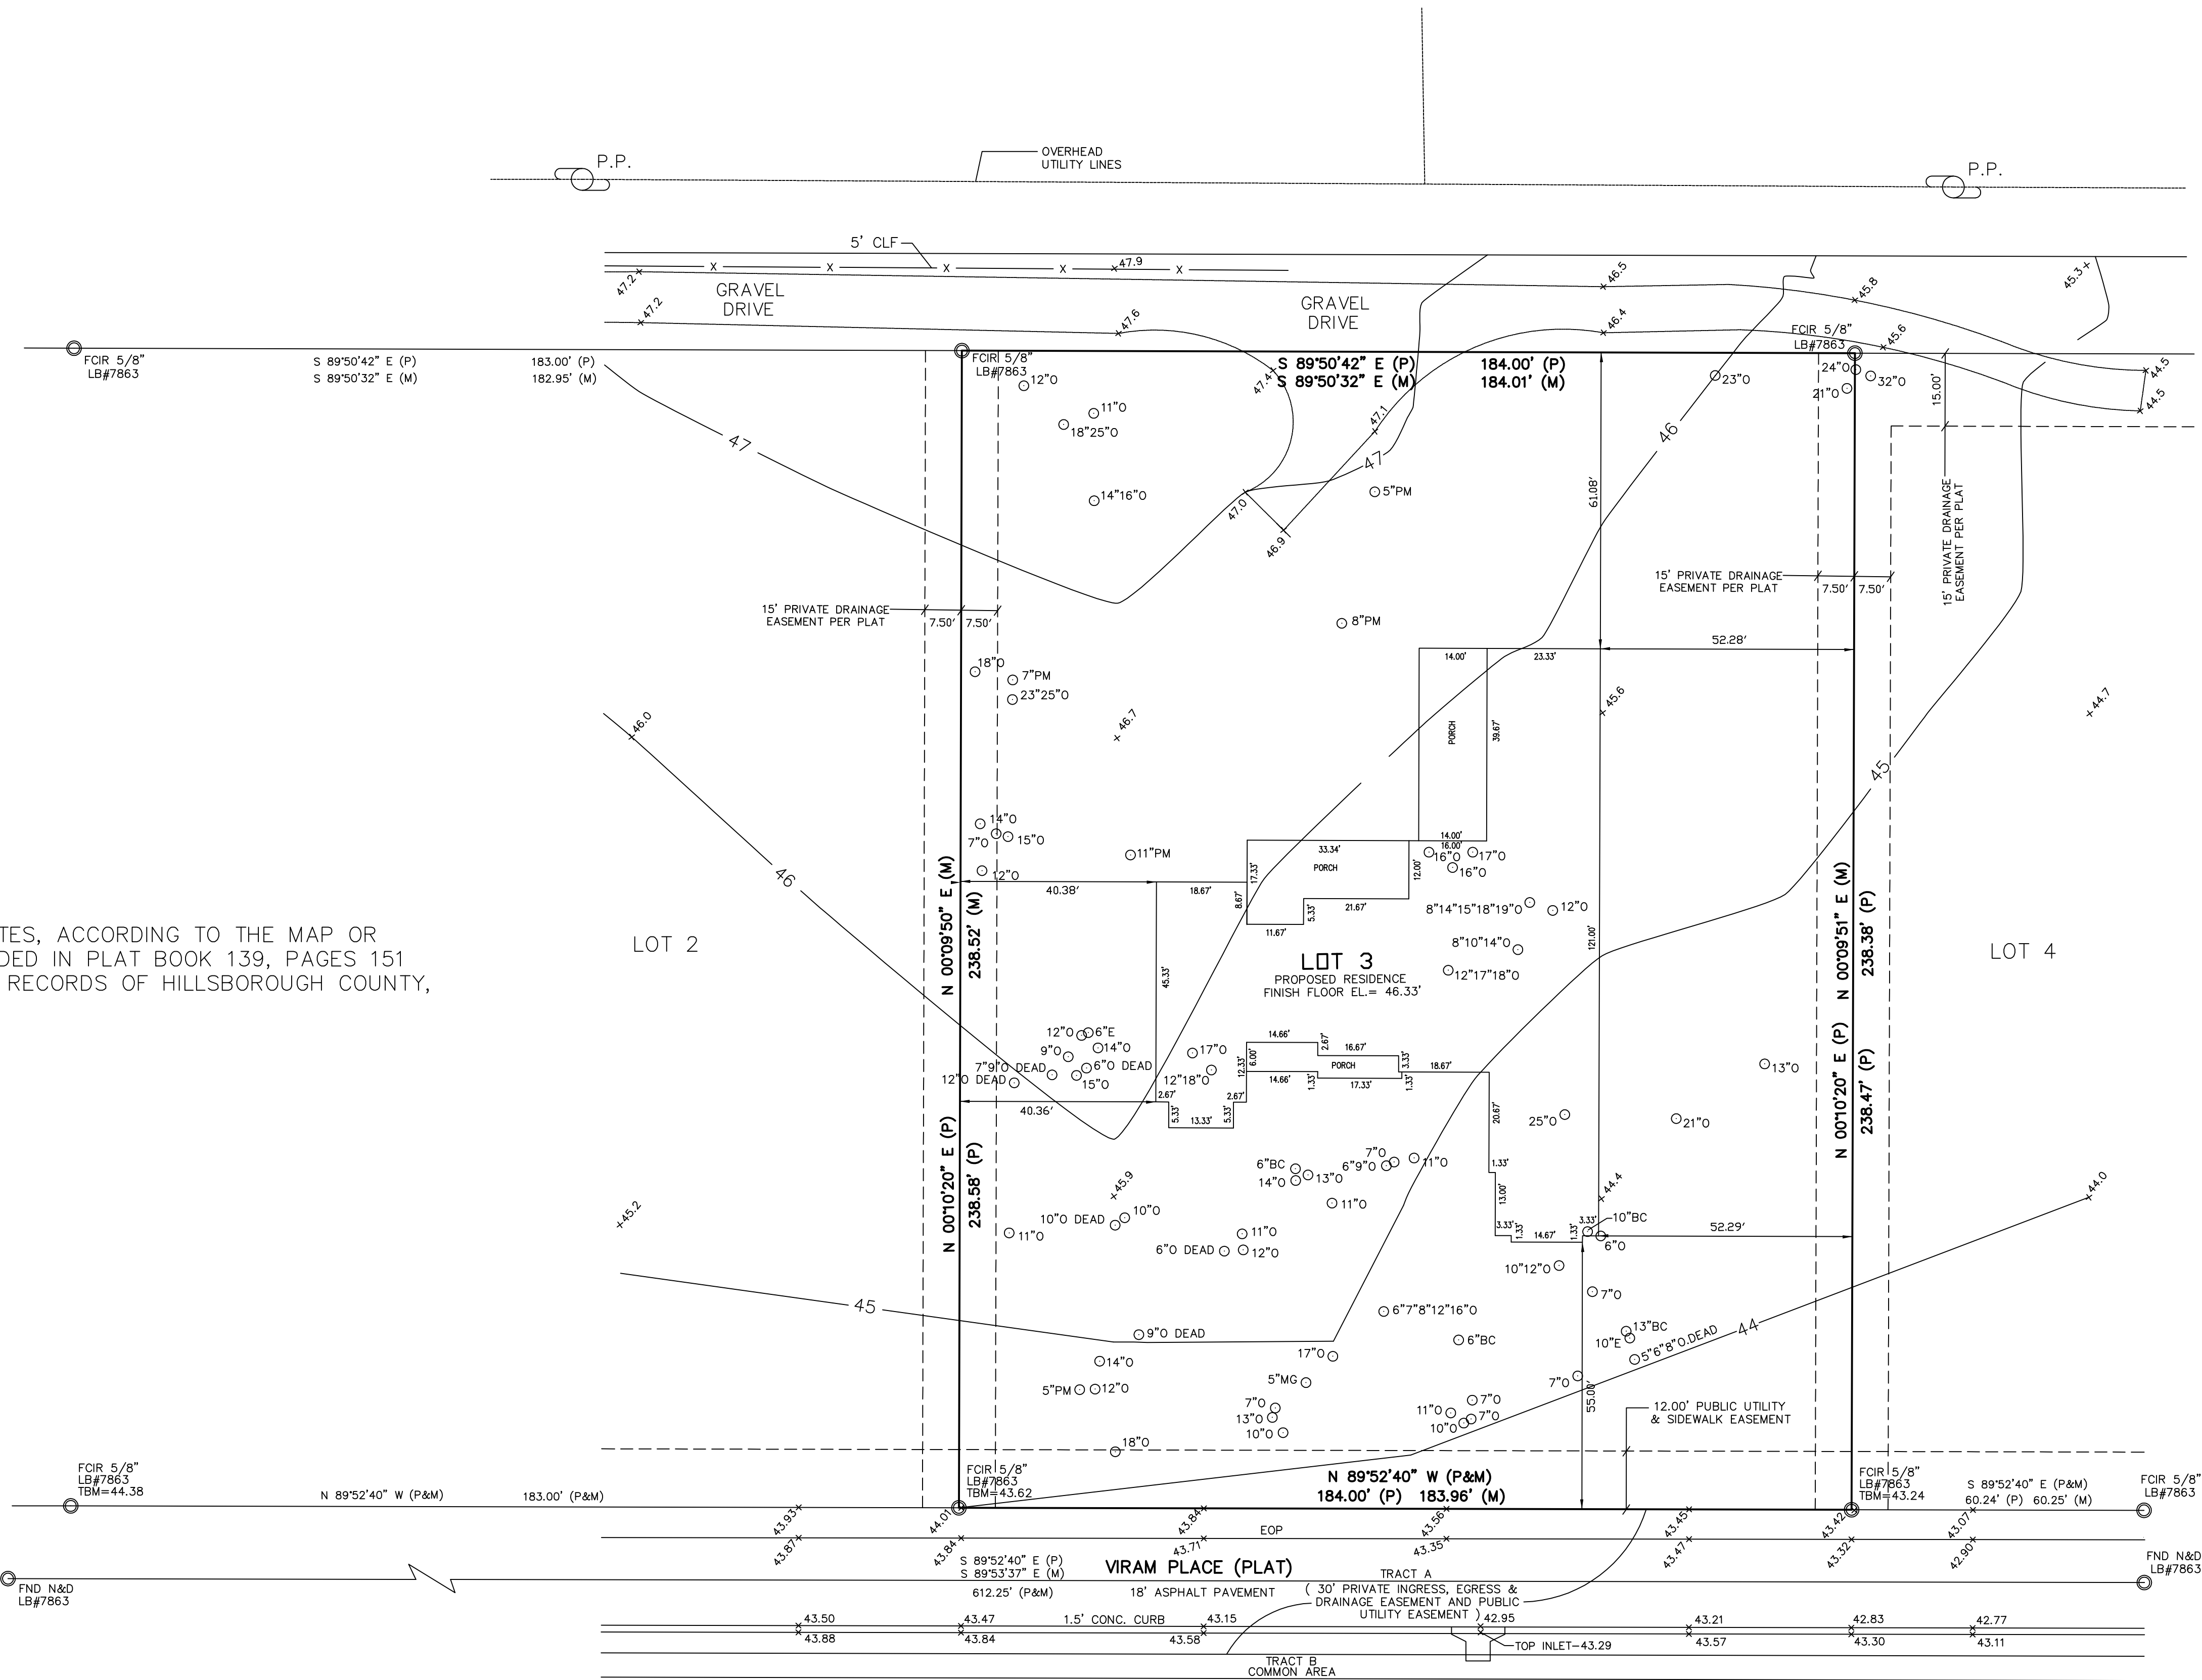 P.P.
OVERHEAD
UTILITY LINES
P.P.
5' CLF
X X X X X
47.9
47.2
46.5
45.8
45.3
GRAVEL
DRIVE
GRAVEL
DRIVE
47.2
47.6
46.4
45.6
FCIR 5/8"
LB#7863
S 89°50'42" E (P) 183.00' (P)
S 89°50'32" E (M) 182.95' (M)
FCIR 5/8"
LB#7863
S 89°50'42" E (P) 184.00' (P)
S 89°50'32" E (M) 184.01' (M)
FCIR 5/8"
LB#7863
47.4
12"O
23"O
24"O
32"O
21"O
44.5
44.5
15.00'
11"O
18"25"O
47.1
47
46
47
14"16"O
5"PM
47.0
46.9
61.08'
15' PRIVATE DRAINAGE
EASEMENT PER PLAT
15' PRIVATE DRAINAGE
EASEMENT PER PLAT
7.50' 7.50'
15' PRIVATE DRAINAGE
EASEMENT PER PLAT
7.50' 7.50'
8"PM
18"O
7"PM
23"25"O
14.00'
23.33'
52.28'
46.0
46.7
PORCH
39.67'
45.6
44.7
45
14"O
7"O
15"O
11"PM
12"O
14.00'
16.00'
33.34'
PORCH
17.33'
12.00'
16"O
17"O
16"O
46
40.38'
18.67'
8.67'
5.33'
21.67'
11.67'
8"14"15"18"19"O
12"O
8"10"14"O
12"17"18"O
121.00'
N 00°09'50" E (M)
238.52' (M)
N 00°09'51" E (M)
238.38' (P)
TES, ACCORDING TO THE MAP OR
DED IN PLAT BOOK 139, PAGES 151
RECORDS OF HILLSBOROUGH COUNTY,
LOT 2
LOT 3
PROPOSED RESIDENCE
FINISH FLOOR EL.= 46.33'
LOT 4
45.33'
12"O
6"E
14"O
9"O
7"9"O DEAD
6"O DEAD
12"O DEAD
15"O
17"O
12"18"O
14.66'
2.67'
16.67'
12.33'
6.00'
PORCH
3.33'
18.67'
14.66'
1.33'
17.33'
1.33'
13"O
40.36'
2.67'
5.33'
13.33'
5.33'
2.67'
20.67'
25"O
21"O
N 00°10'20" E (P)
238.58' (P)
N 00°10'20" E (P)
238.47' (P)
6"BC
14"O
13"O
7"O
6"9"O
11"O
11"O
1.33'
13.00'
45.2
45.9
44.4
44.0
10"O DEAD
10"O
11"O
11"O
6"O DEAD
12"O
3.33'
1.33'
14.67'
1.33'
3.33'
10"BC
6"O
52.29'
10"12"O
45
7"O
6"7"8"12"16"O
9"O DEAD
6"BC
13"BC
10"E
5"6"8"O.DEAD
44
14"O
17"O
5"PM
12"O
5"MG
7"O
55.00'
7"O
13"O
10"O
11"O
7"O
10"O
7"O
12.00' PUBLIC UTILITY
& SIDEWALK EASEMENT
18"O
FCIR 5/8"
LB#7863
TBM=44.38
N 89°52'40" W (P&M) 183.00' (P&M)
FCIR 5/8"
LB#7863
TBM=43.62
N 89°52'40" W (P&M)
184.00' (P) 183.96' (M)
FCIR 5/8"
LB#7863
TBM=43.24
S 89°52'40" E (P&M)
60.24' (P) 60.25' (M)
FCIR 5/8"
LB#7863
43.93
44.01
43.84
43.56
43.45
43.42
43.07
EOP
43.87
43.84
43.71
43.35
43.47
43.32
42.90
S 89°52'40" E (P)
S 89°53'37" E (M)
VIRAM PLACE (PLAT)
FND N&D
LB#7863
FND N&D
LB#7863
612.25' (P&M)
18' ASPHALT PAVEMENT
TRACT A
( 30' PRIVATE INGRESS, EGRESS &
DRAINAGE EASEMENT AND PUBLIC
UTILITY EASEMENT )
43.50
43.47
1.5' CONC. CURB
43.15
42.95
43.21
42.83
42.77
43.88
43.84
43.58
TOP INLET-43.29
43.57
43.30
43.11
TRACT B
COMMON AREA